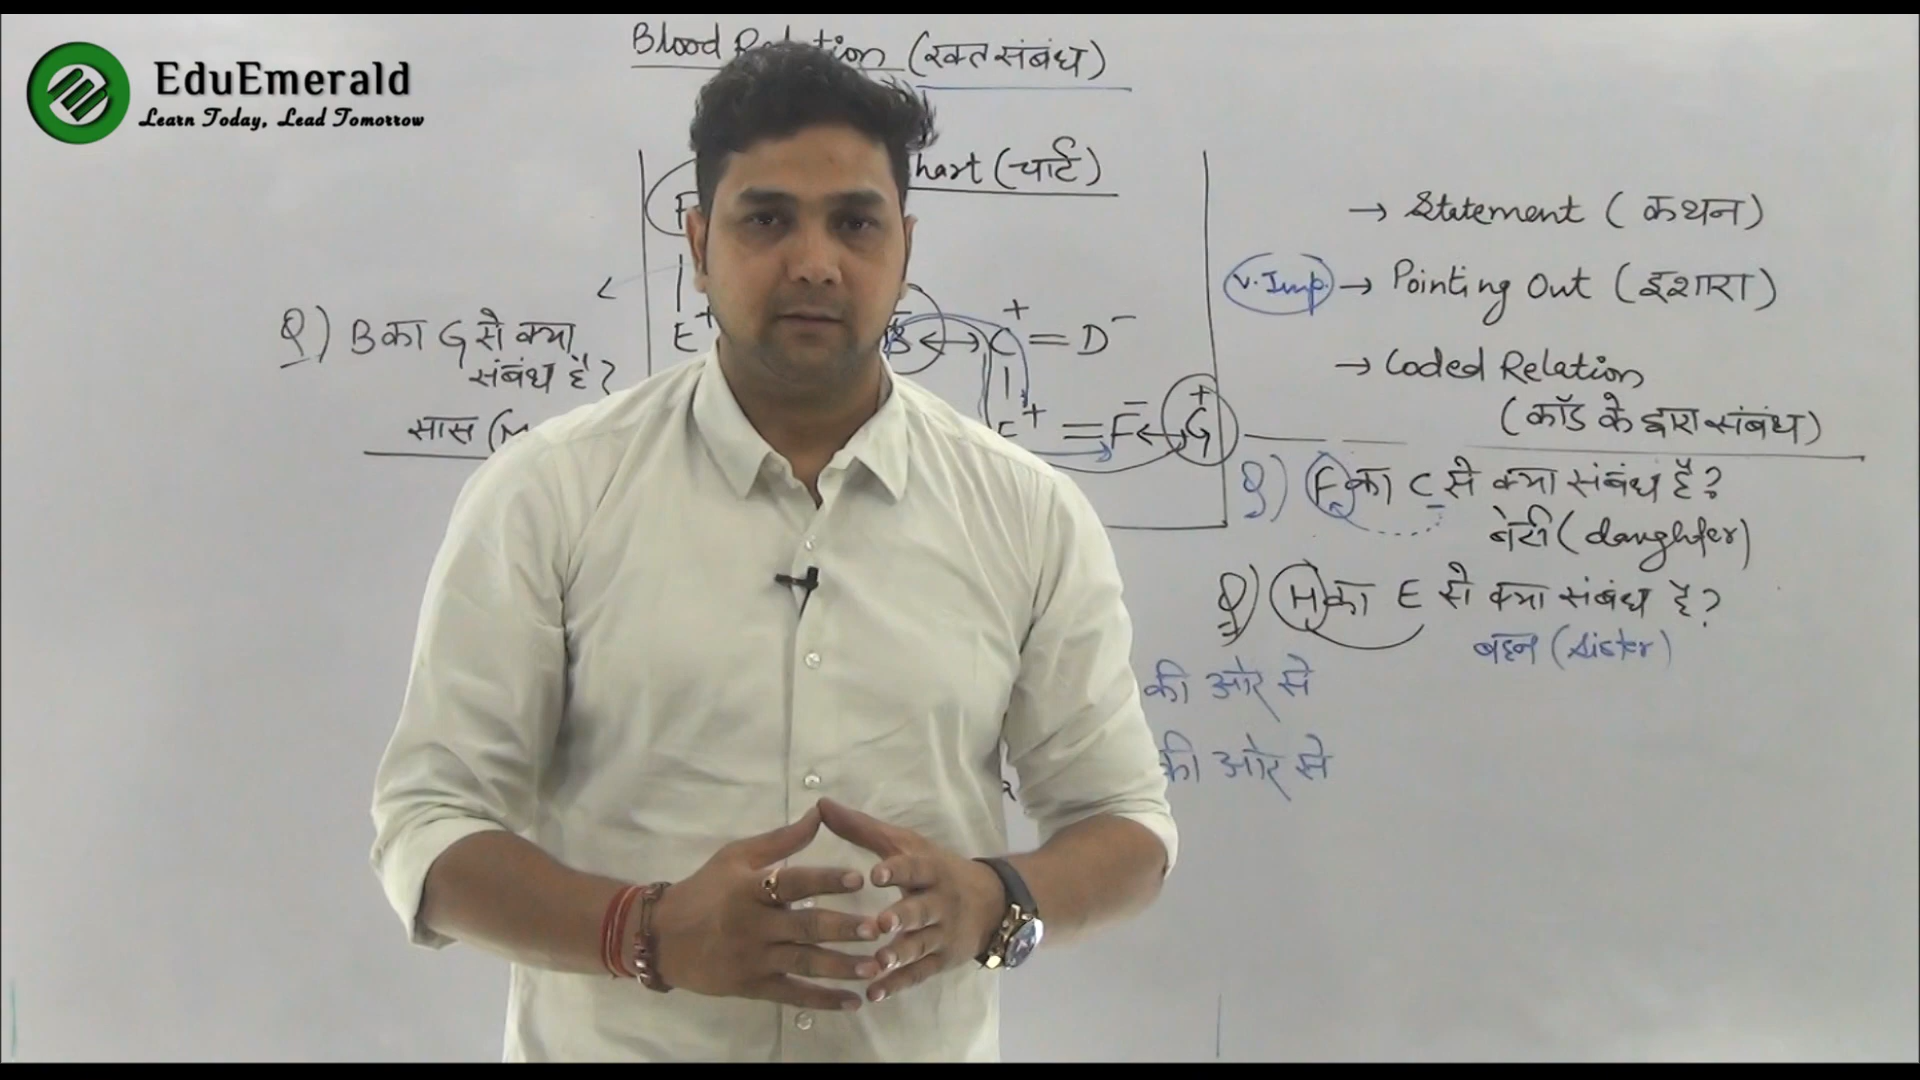 EduEmerald
Learn Today, Lead Tomorrow
Blood Relation (रक्त संबंध)
hart (चार्ट)
→ Statement (कथन)
V. Imp. → Pointing Out (इशारा)
→ Coded Relation
(कॉड के द्वारा संबंध)
Q) B का G से क्या
संबंध है?
सास (M
E+
B ↔ C+ = D-
E+ = F- ↔ G+
Q) F का C से क्या संबंध है?
बेटी (daughter)
Q) H का E से क्या संबंध है?
बहन (sister)
की ओर से
की ओर से